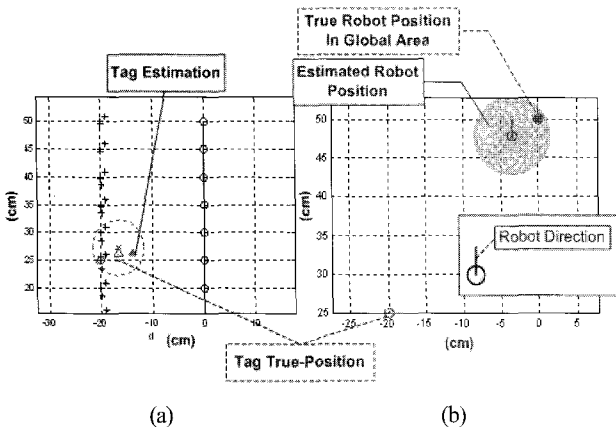 True Robot Position
In Global Area
Tag Estimation
Estimated Robot
Position
50
45
40
35
30
25
20
(cm)
-30
-20
-10
0
d
(cm)
50
45
40
35
30
25
(cm)
-25
-20
-15
-10
-5
0
5
(cm)
Robot Direction
Tag True-Position
(a)
(b)